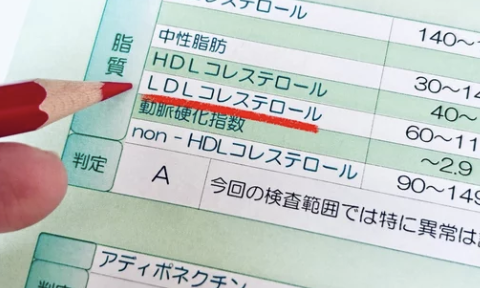 レステロール 140～
脂質
中性脂肪 30～14
HDLコレステロール 40～
LDLコレステロール 60～11
動脈硬化指数 ～2.9
non-HDLコレステロール 90～149
判定 A 今回の検査範囲では特に異常は
アディポネクチン
判定